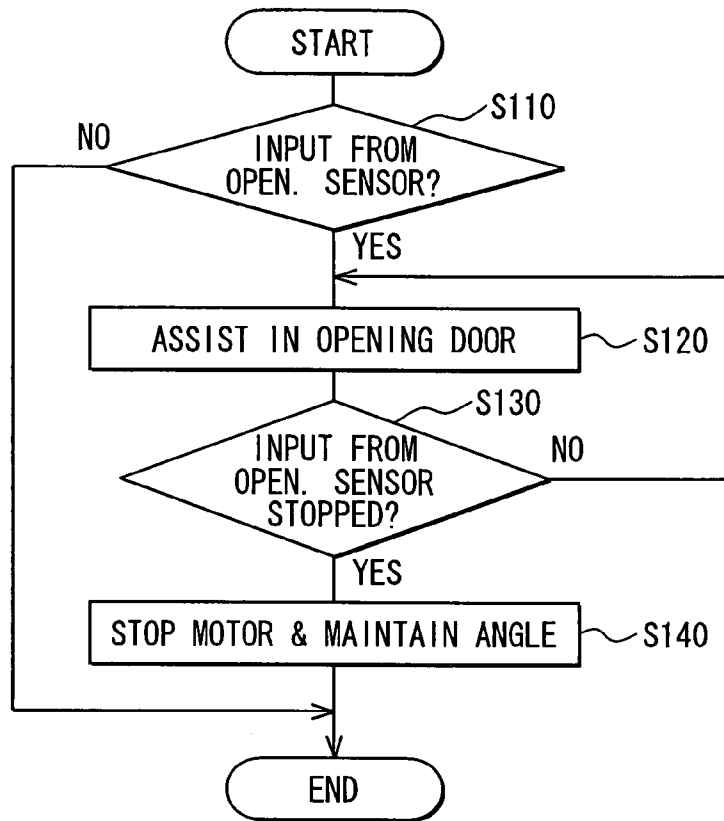 START
S110
NO
INPUT FROM
OPEN. SENSOR?
YES
ASSIST IN OPENING DOOR
S120
S130
INPUT FROM
OPEN. SENSOR
STOPPED?
NO
YES
STOP MOTOR & MAINTAIN ANGLE
S140
END